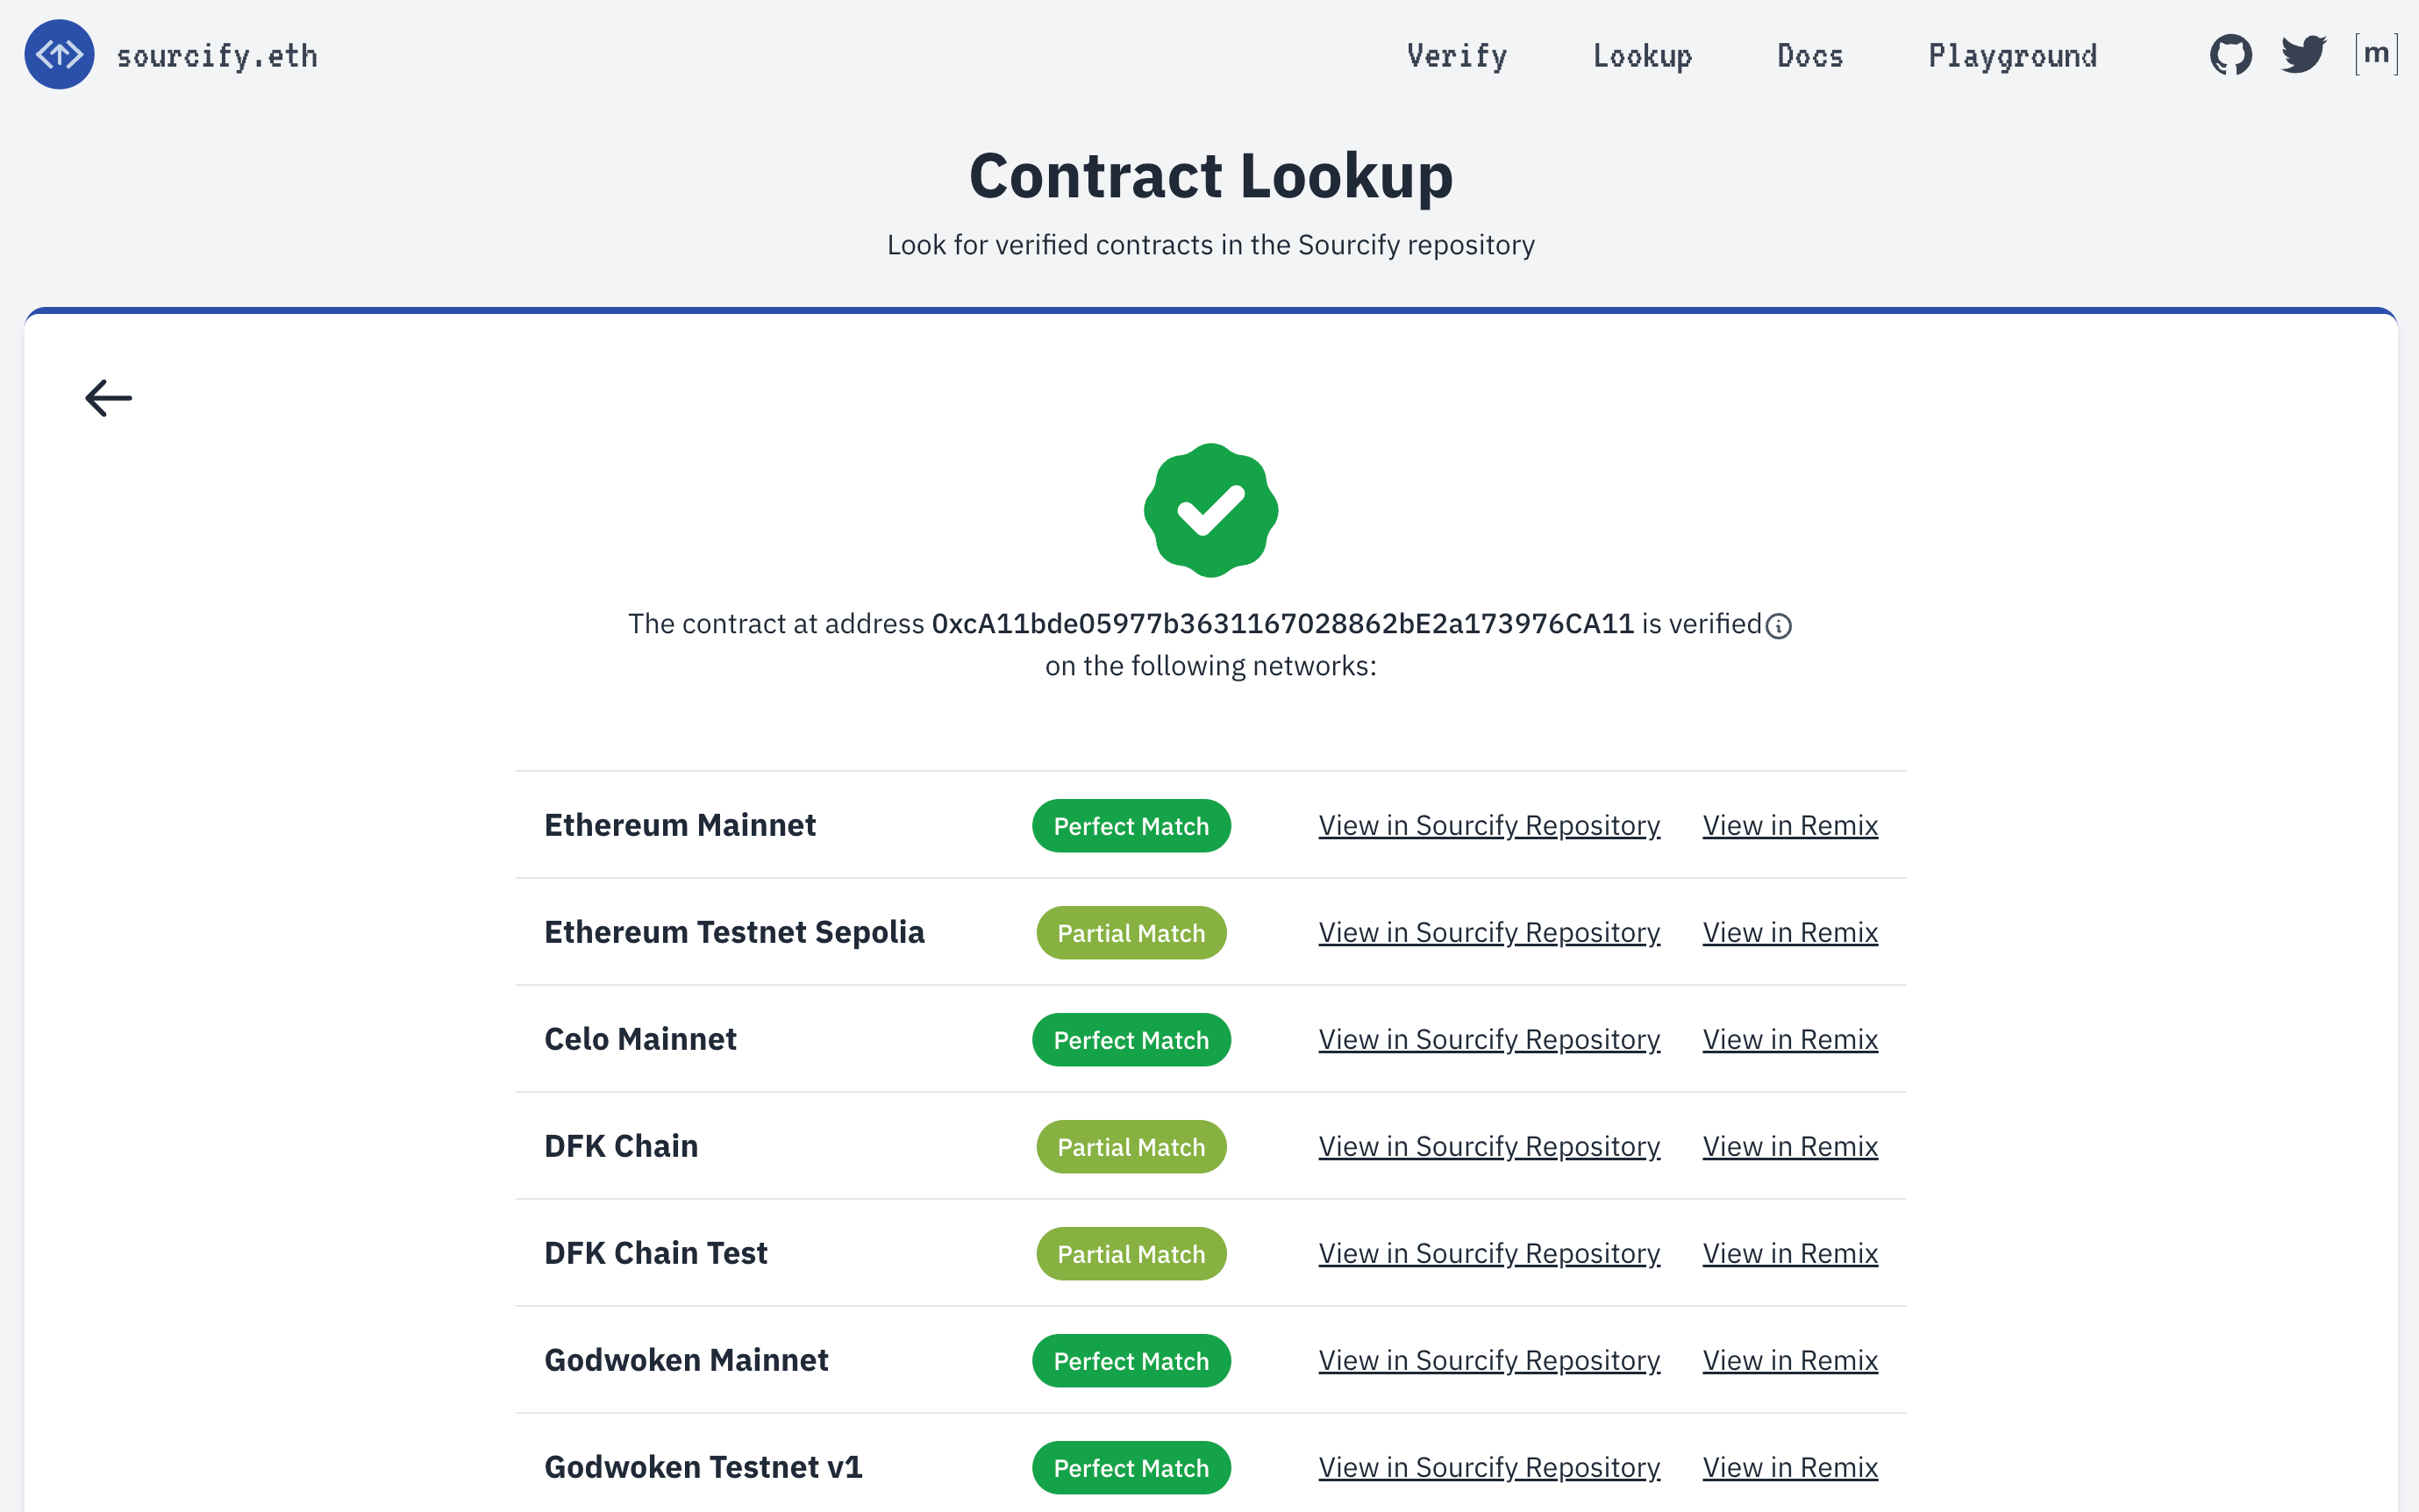 sourcify.eth Verify Lookup Docs Playground [m]
Contract Lookup
Look for verified contracts in the Sourcify repository
The contract at address 0xcA11bde05977b3631167028862bE2a173976CA11 is verified
on the following networks:
Ethereum Mainnet Perfect Match View in Sourcify Repository View in Remix
Ethereum Testnet Sepolia Partial Match View in Sourcify Repository View in Remix
Celo Mainnet Perfect Match View in Sourcify Repository View in Remix
DFK Chain Partial Match View in Sourcify Repository View in Remix
DFK Chain Test Partial Match View in Sourcify Repository View in Remix
Godwoken Mainnet Perfect Match View in Sourcify Repository View in Remix
Godwoken Testnet v1 Perfect Match View in Sourcify Repository View in Remix